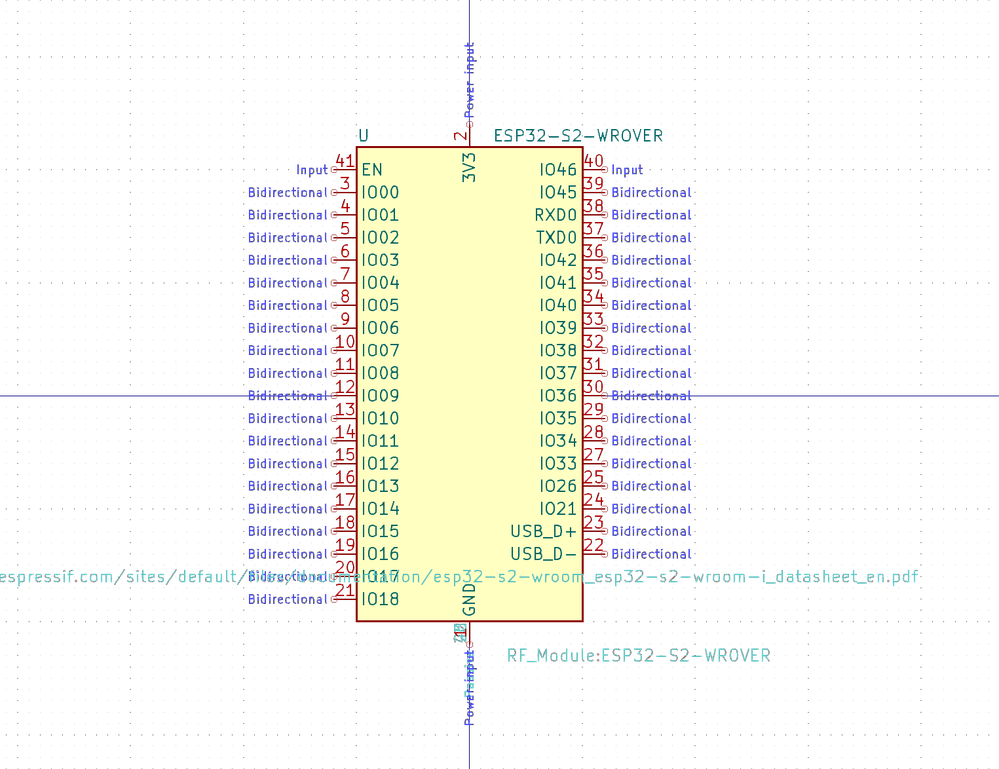 Power input
U
ESP32-S2-WROVER
2
3V3
Input 41 EN IO46 40 Input
Bidirectional 3 IO00 IO45 39 Bidirectional
Bidirectional 4 IO01 RXD0 38 Bidirectional
Bidirectional 5 IO02 TXD0 37 Bidirectional
Bidirectional 6 IO03 IO42 36 Bidirectional
Bidirectional 7 IO04 IO41 35 Bidirectional
Bidirectional 8 IO05 IO40 34 Bidirectional
Bidirectional 9 IO06 IO39 33 Bidirectional
Bidirectional 10 IO07 IO38 32 Bidirectional
Bidirectional 11 IO08 IO37 31 Bidirectional
Bidirectional 12 IO09 IO36 30 Bidirectional
Bidirectional 13 IO10 IO35 29 Bidirectional
Bidirectional 14 IO11 IO34 28 Bidirectional
Bidirectional 15 IO12 IO33 27 Bidirectional
Bidirectional 16 IO13 IO26 25 Bidirectional
Bidirectional 17 IO14 IO21 24 Bidirectional
Bidirectional 18 IO15 USB_D+ 23 Bidirectional
Bidirectional 19 IO16 USB_D- 22 Bidirectional
Bidirectional 20 IO17
espressif.com/sites/default/files/documentation/esp32-s2-wroom_esp32-s2-wroom-i_datasheet_en.pdf
Bidirectional 21 IO18
GND
1
RF_Module:ESP32-S2-WROVER
Power input